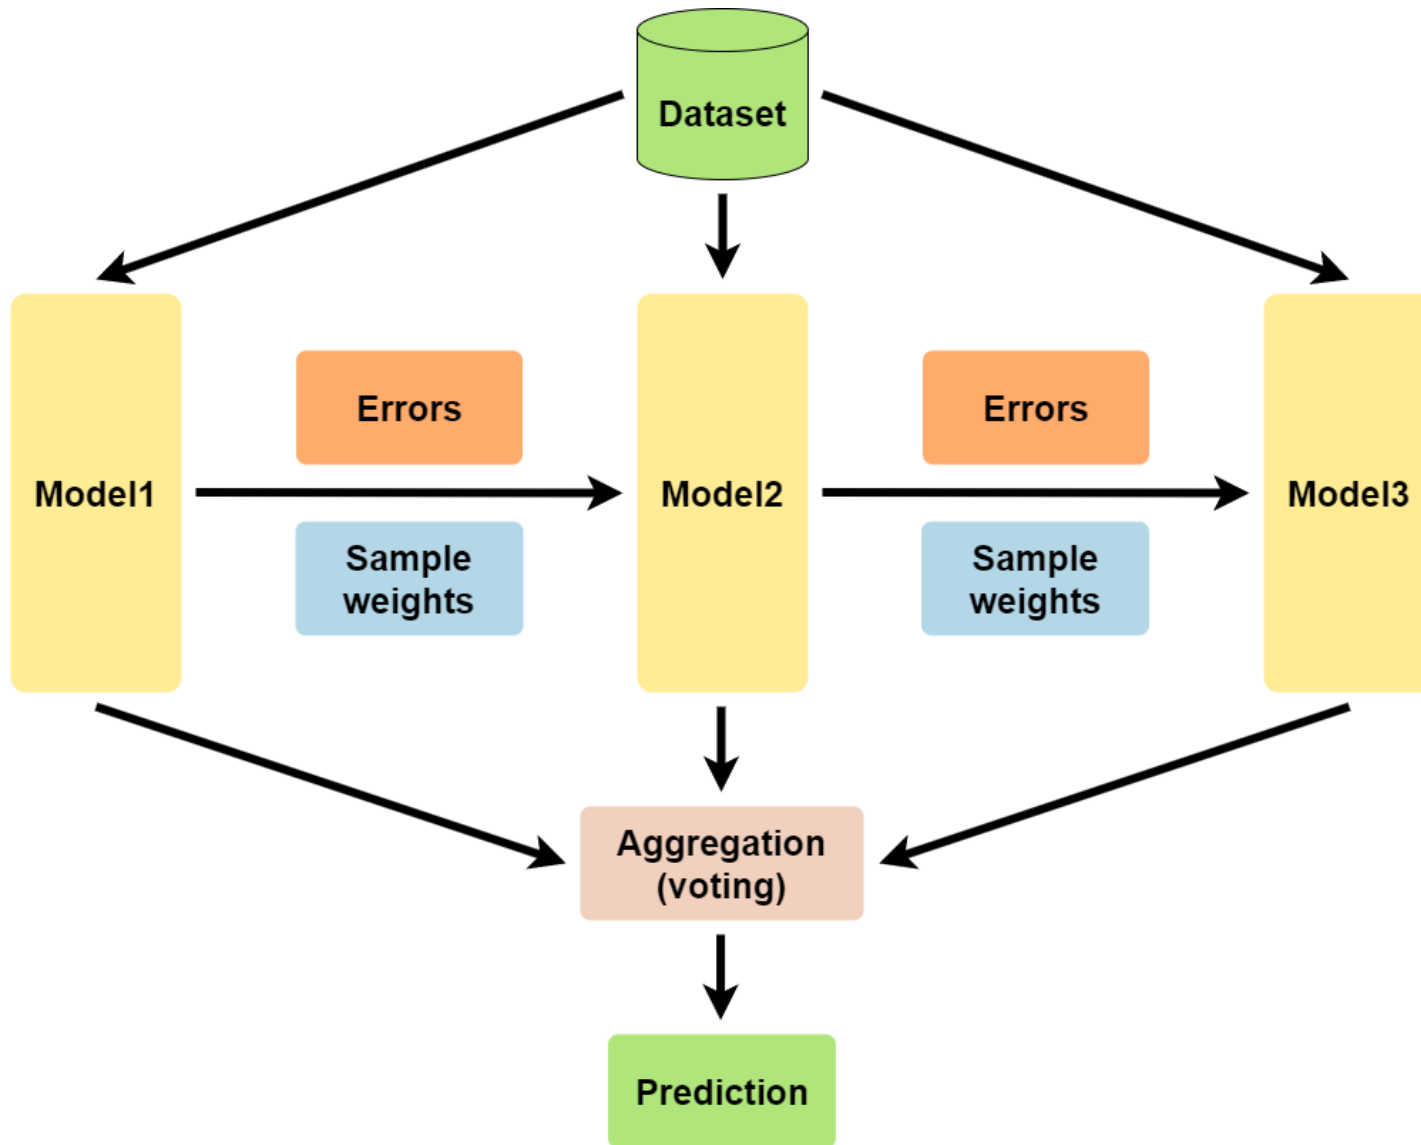 Dataset
Errors
Errors
Model1
Model2
Model3
Sample
weights
Sample
weights
Aggregation
(voting)
Prediction